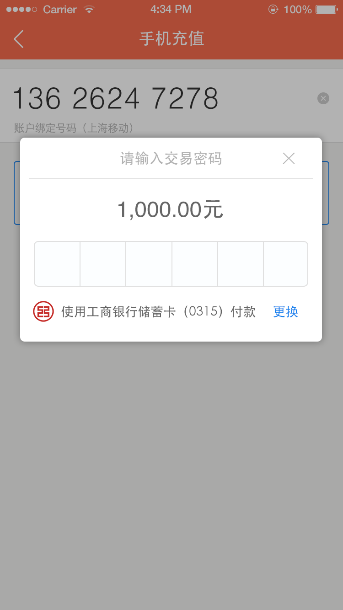 Carrier 4:34 PM 100%
手机充值
136 2624 7278
账户绑定号码（上海移动）
请输入交易密码
1,000.00元
使用工商银行储蓄卡（0315）付款 更换